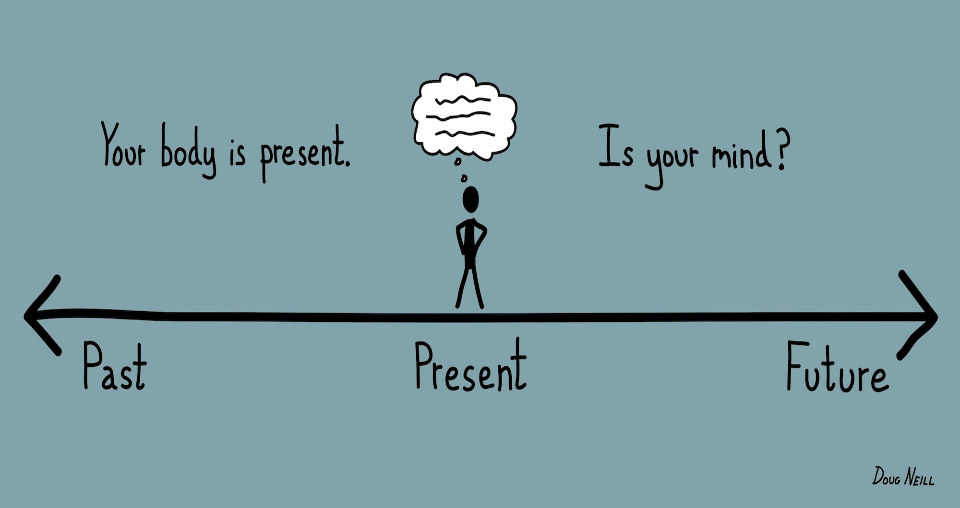 Your body is present.
Is your mind?
Past
Present
Future
Doug Neill